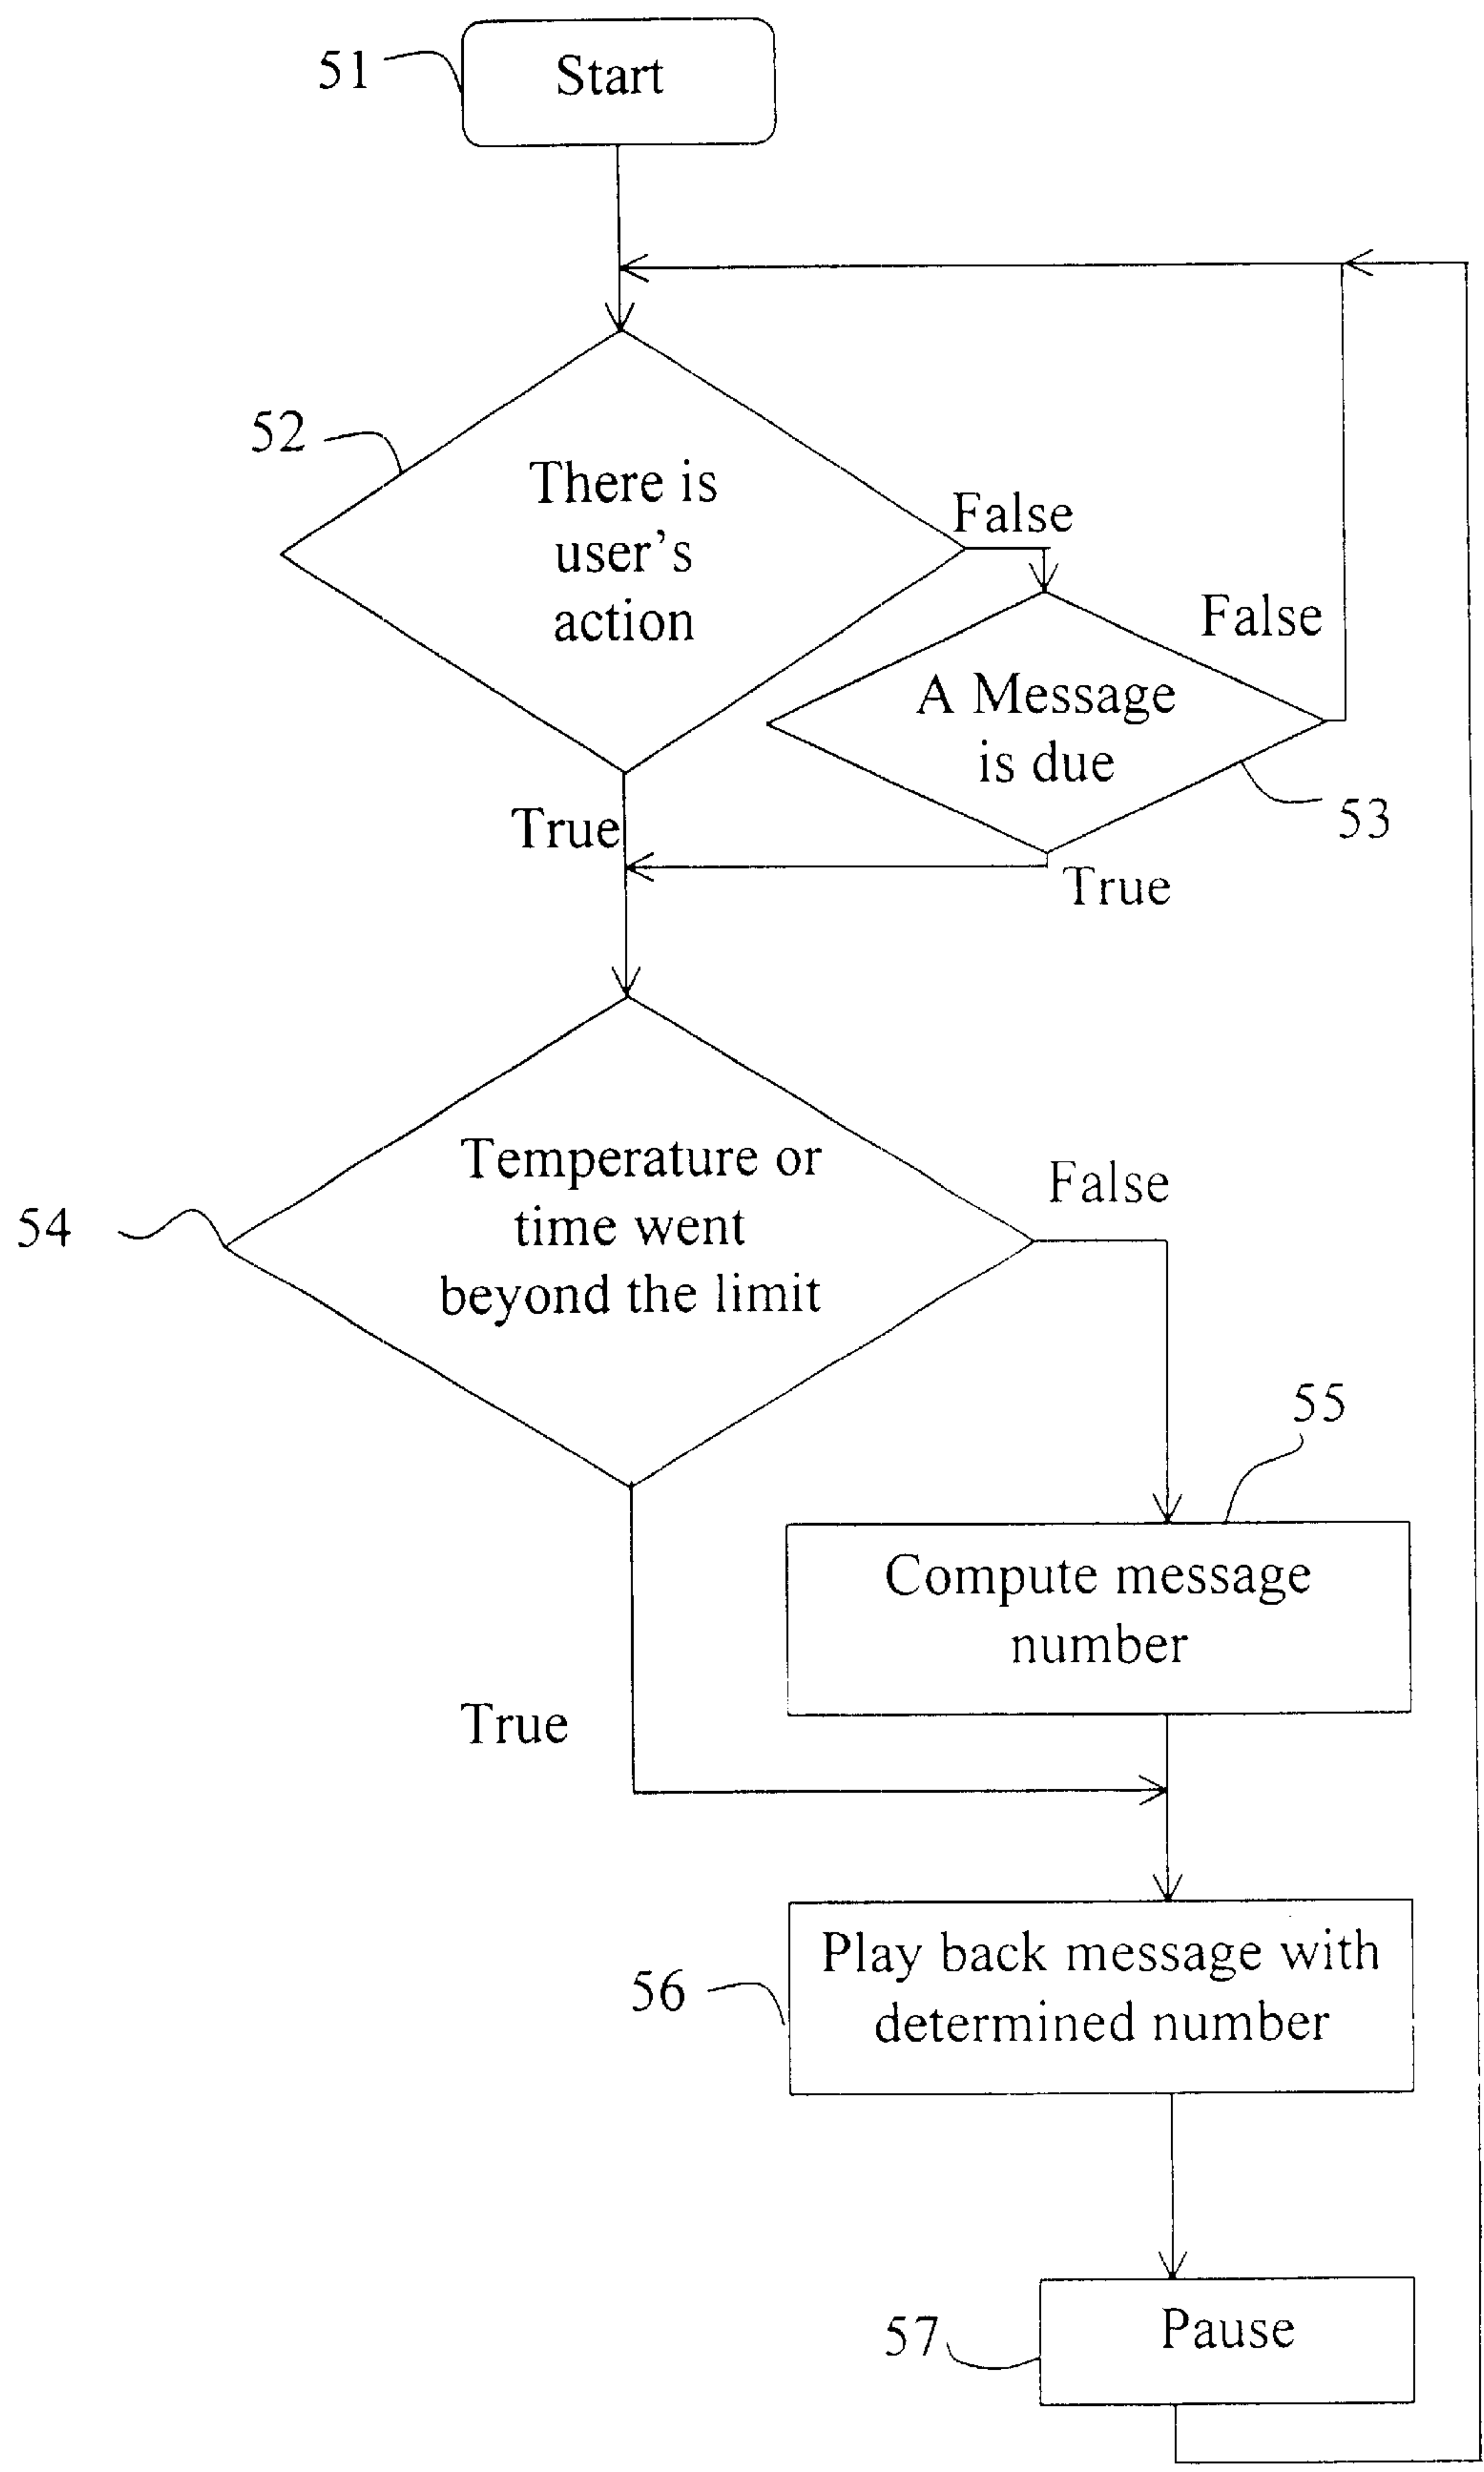 51
Start
52
There is
user's
action
False
False
A Message
is due
53
True
True
54
Temperature or
time went
beyond the limit
False
55
Compute message
number
True
56
Play back message with
determined number
57
Pause